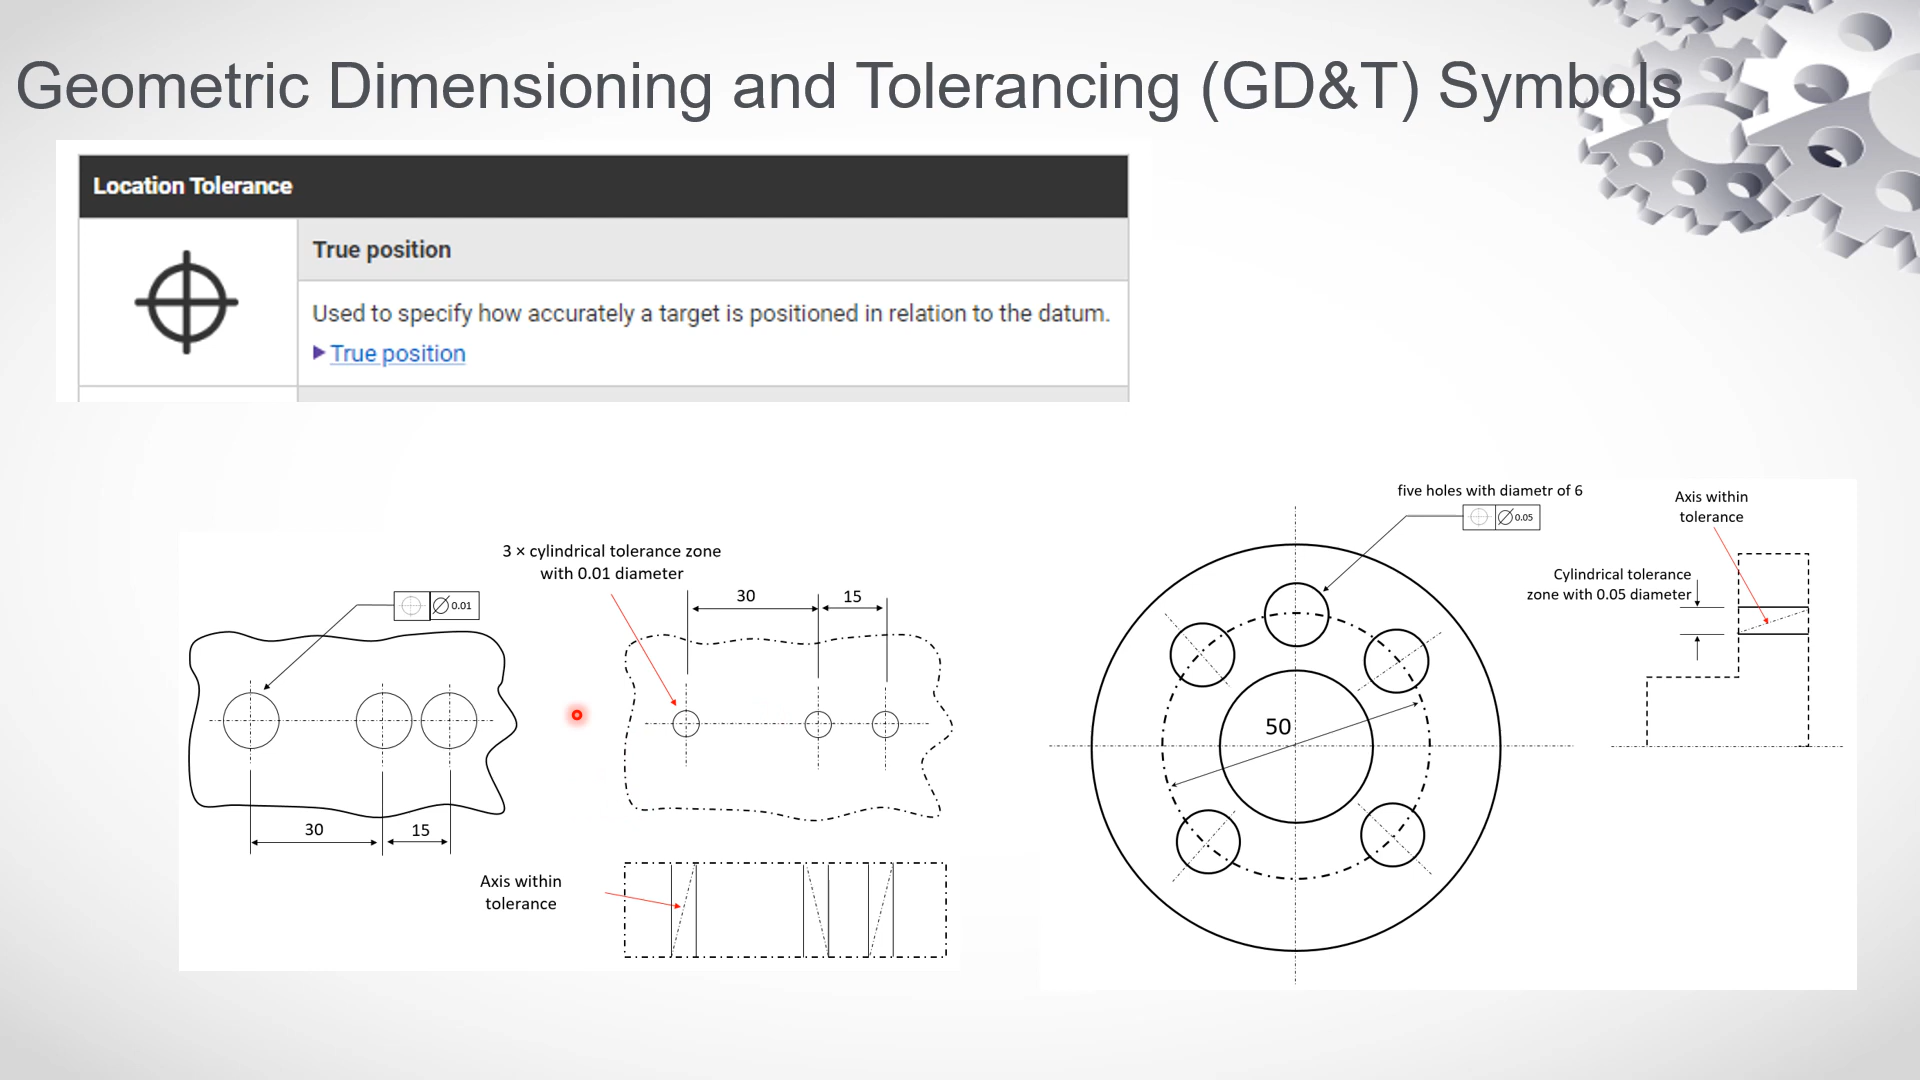 Geometric Dimensioning and Tolerancing (GD&T) Symbols
Location Tolerance
True position
Used to specify how accurately a target is positioned in relation to the datum.
True position
3 × cylindrical tolerance zone
with 0.01 diameter
0.01
30
15
30
15
Axis within
tolerance
five holes with diametr of 6
0.05
50
Axis within
tolerance
Cylindrical tolerance
zone with 0.05 diameter